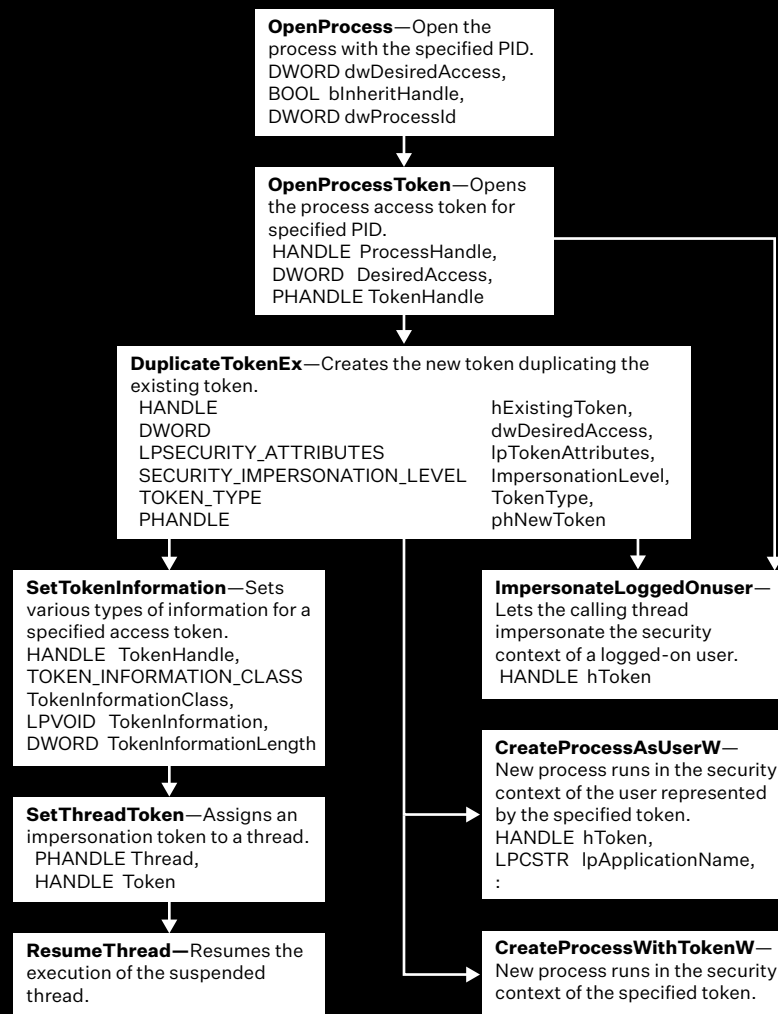 OpenProcess—Open the
process with the specified PID.
DWORD dwDesiredAccess,
BOOL bInheritHandle,
DWORD dwProcessId
OpenProcessToken—Opens
the process access token for
specified PID.
HANDLE ProcessHandle,
DWORD DesiredAccess,
PHANDLE TokenHandle
DuplicateTokenEx—Creates the new token duplicating the
existing token.
HANDLE hExistingToken,
DWORD dwDesiredAccess,
LPSECURITY_ATTRIBUTES lpTokenAttributes,
SECURITY_IMPERSONATION_LEVEL ImpersonationLevel,
TOKEN_TYPE TokenType,
PHANDLE phNewToken
SetTokenInformation—Sets
various types of information for a
specified access token.
HANDLE TokenHandle,
TOKEN_INFORMATION_CLASS
TokenInformationClass,
LPVOID TokenInformation,
DWORD TokenInformationLength
SetThreadToken—Assigns an
impersonation token to a thread.
PHANDLE Thread,
HANDLE Token
ResumeThread—Resumes the
execution of the suspended
thread.
ImpersonateLoggedOnuser—
Lets the calling thread
impersonate the security
context of a logged-on user.
HANDLE hToken
CreateProcessAsUserW—
New process runs in the security
context of the user represented
by the specified token.
HANDLE hToken,
LPCSTR lpApplicationName,
:
CreateProcessWithTokenW—
New process runs in the security
context of the specified token.